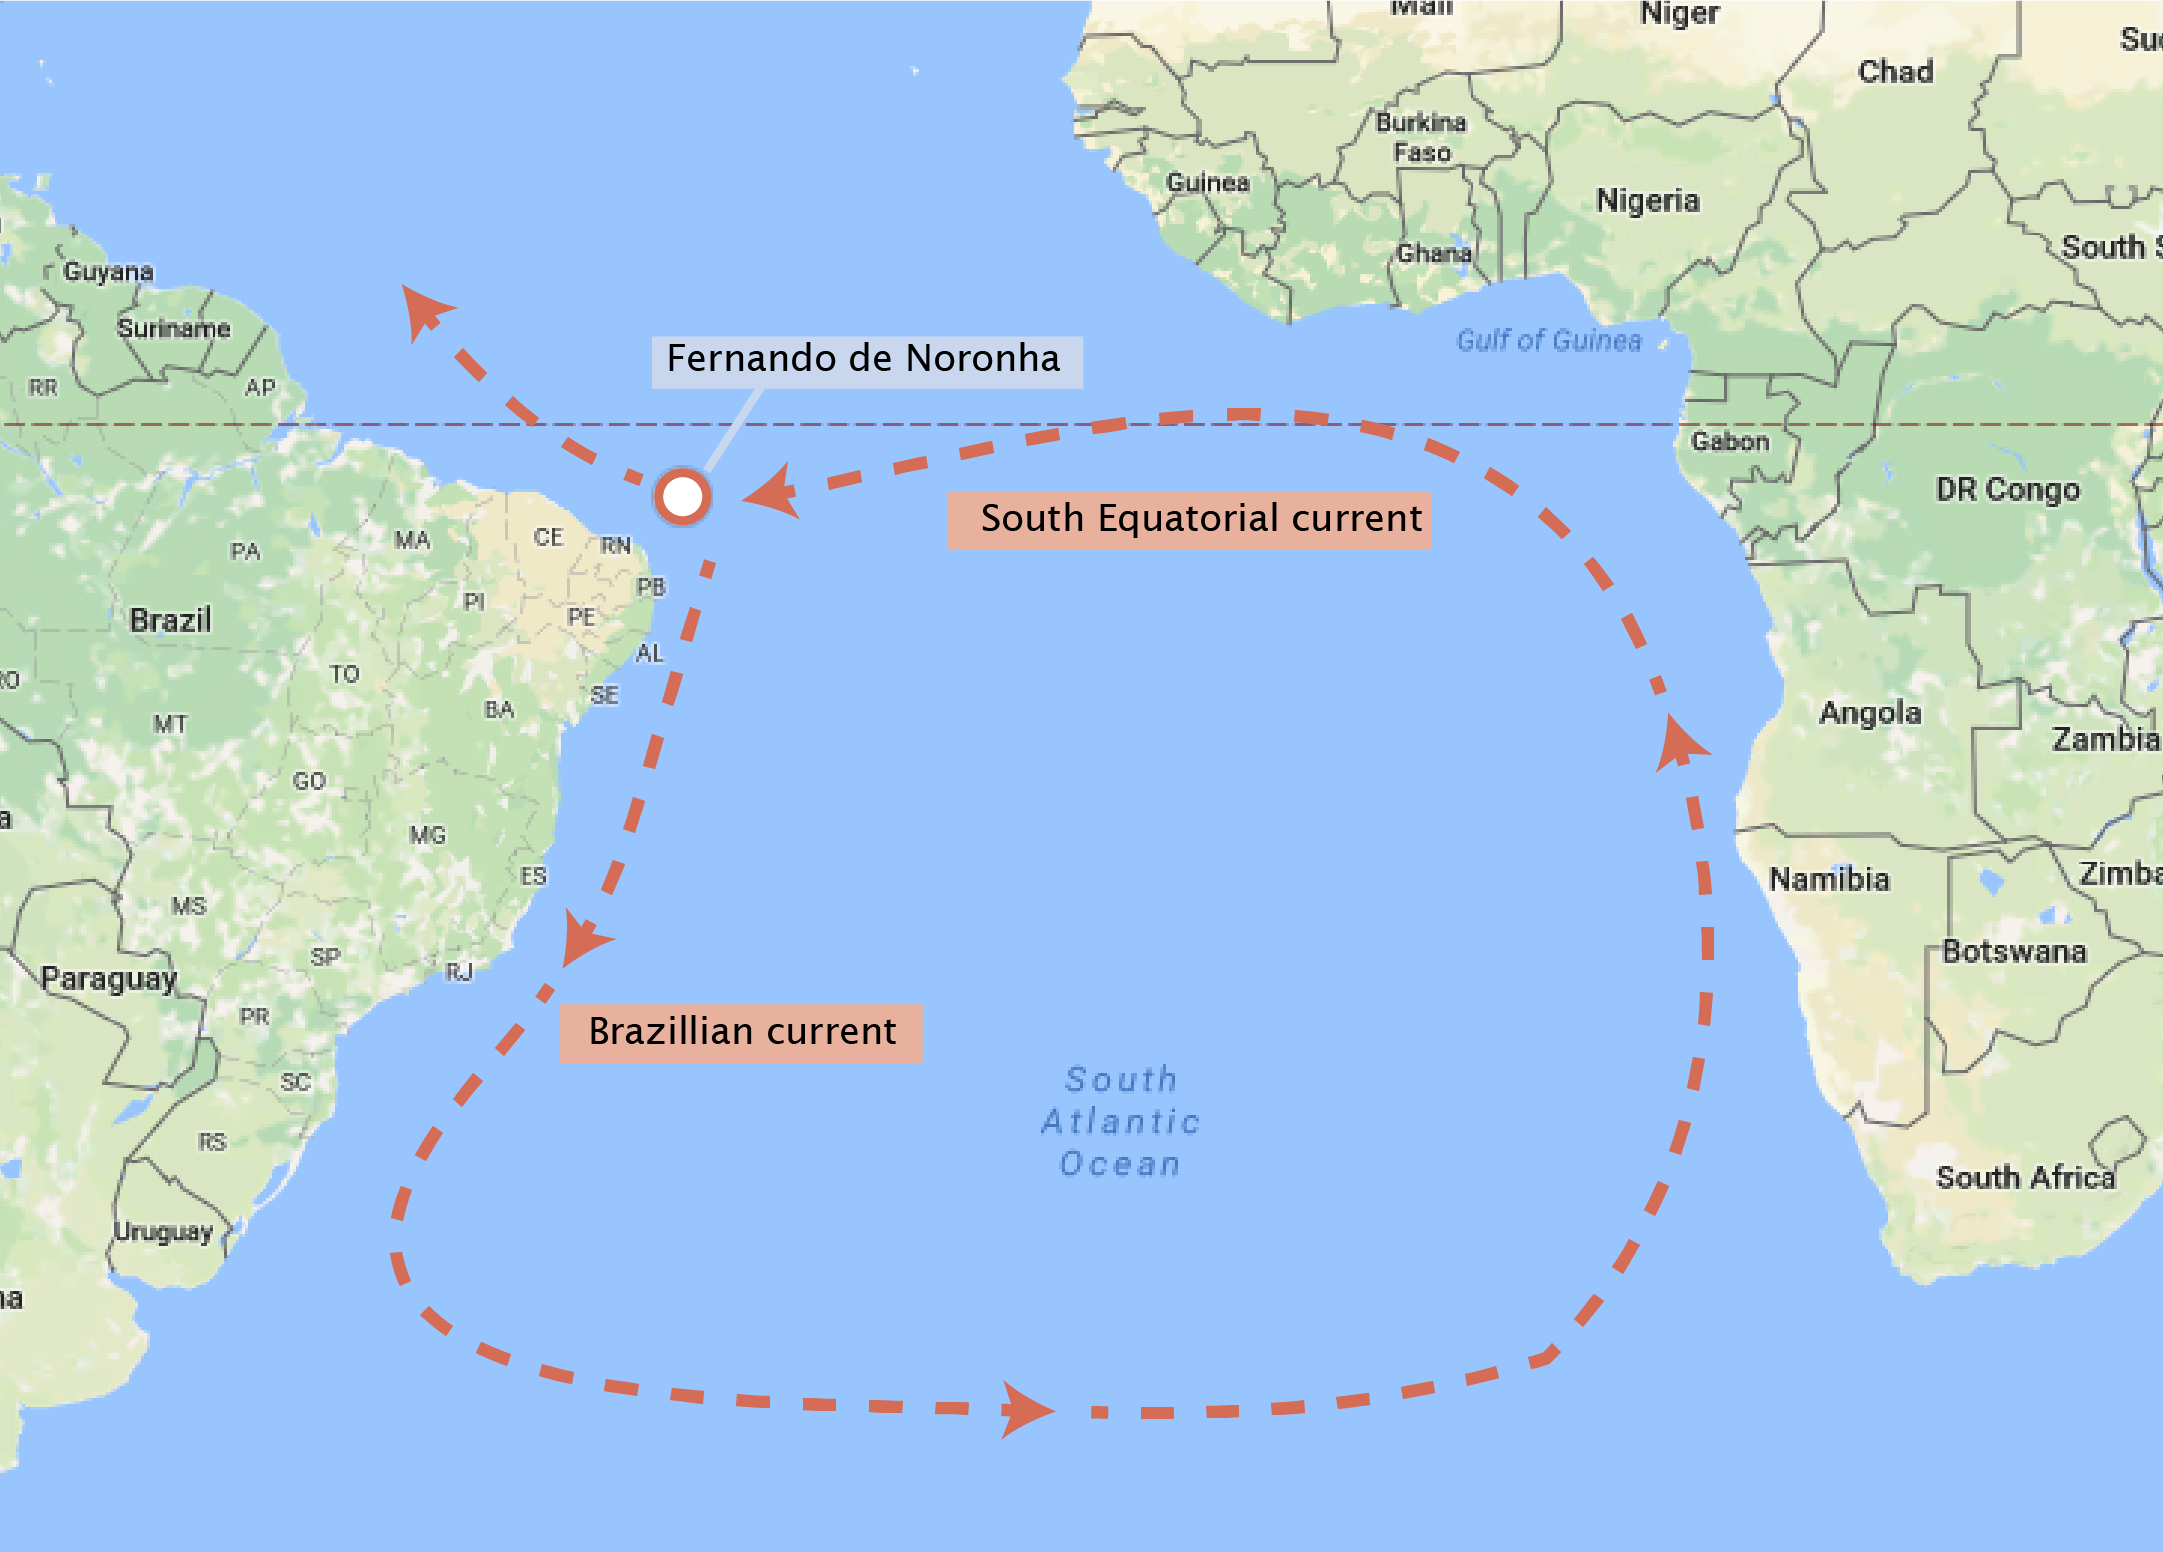 Mali
Niger
Chad
Burkina
Faso
Guinea
Nigeria
Ghana
South
Guyana
Suriname
Gulf of Guinea
Fernando de Noronha
RR
AP
Gabon
DR Congo
South Equatorial current
PA
MA
CE
RN
PI
PB
PE
Brazil
AL
TO
SE
BA
MT
Angola
Zambia
GO
MG
ES
Namibia
Zimba
MS
SP
RJ
Paraguay
Botswana
PR
Brazillian current
SC
South
Atlantic
Ocean
RS
South Africa
Uruguay